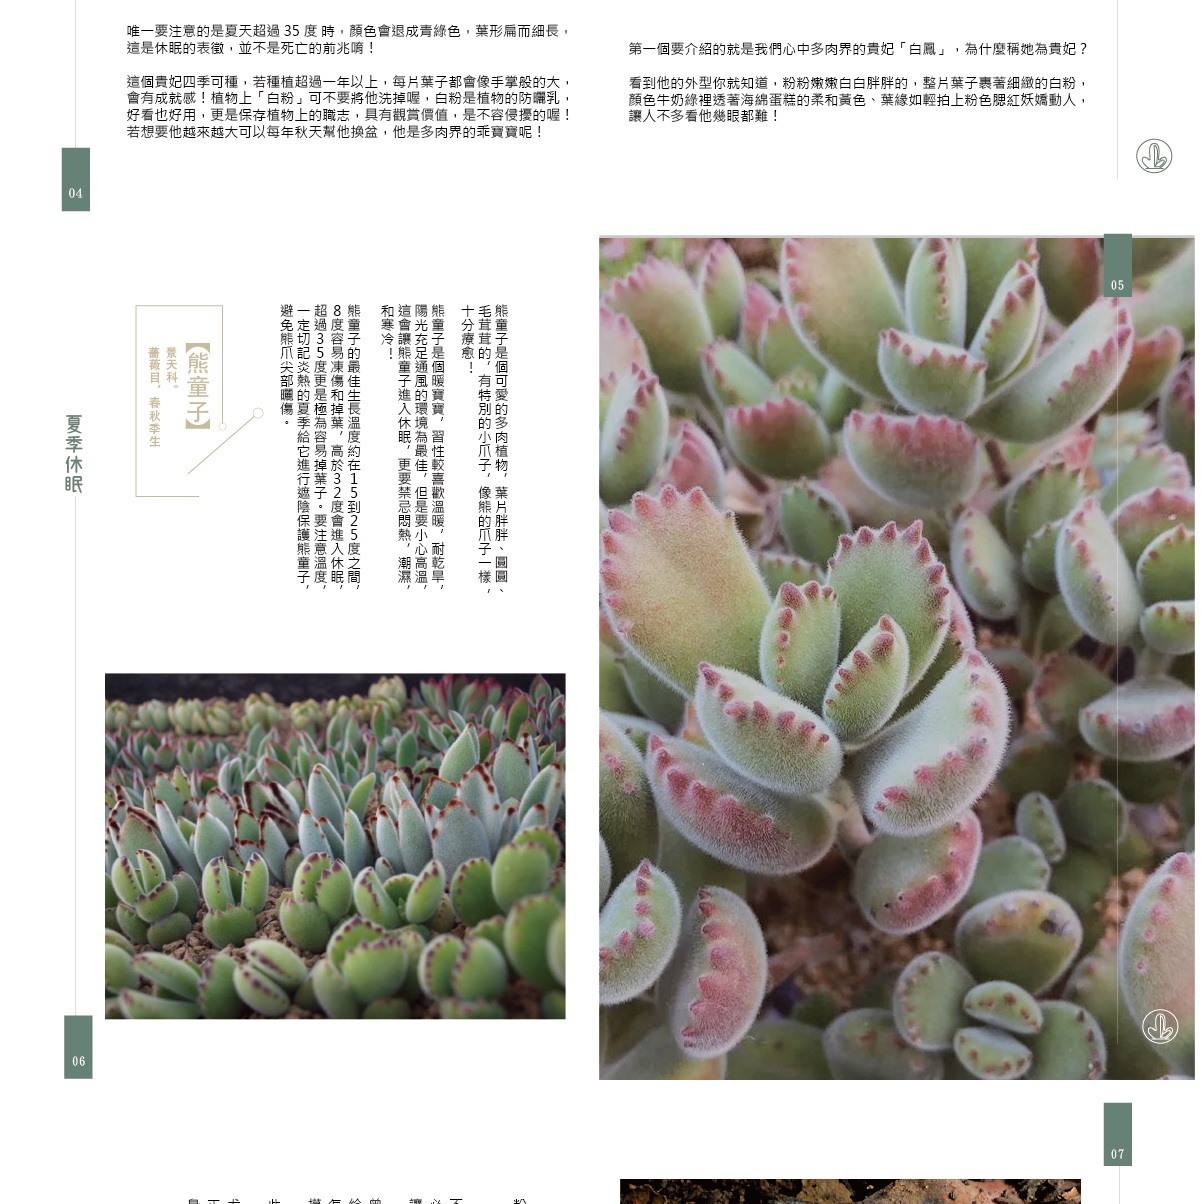 唯一要注意的是夏天超過 35 度 時，顏色會退成青綠色，葉形扁而細長，
這是休眠的表徵，並不是死亡的前兆唷！
這個貴妃四季可種，若種植超過一年以上，每片葉子都會像手掌般的大，
會有成就感！植物上「白粉」可不要將他洗掉喔，白粉是植物的防曬乳，
好看也好用，更是保存植物上的職志，具有觀賞價值，是不容侵擾的喔！
若想要他越來越大可以每年秋天幫他換盆，他是多肉界的乖寶寶呢！
04
第一個要介紹的就是我們心中多肉界的貴妃「白鳳」，為什麼稱她為貴妃？
看到他的外型你就知道，粉粉嫩嫩白白胖胖的，整片葉子裹著細緻的白粉，
顏色牛奶綠裡透著海綿蛋糕的柔和黃色、葉緣如輕拍上粉色腮紅妖嬌動人，
讓人不多看他幾眼都難！
05
熊童子是個可愛的多肉植物，葉片胖胖、圓圓、
毛茸茸的，有特別的小爪子，像熊的爪子一樣，
十分療愈！
熊童子是個暖寶寶，習性較喜歡溫暖，耐乾旱，
陽光充足通風的環境為最佳，但是要小心高溫，
這會讓熊童子進入休眠，更要禁忌悶熱，潮濕，
和寒冷！
熊童子的最佳生長溫度約在15到25度之間，
8度容易凍傷和掉葉，高於32度會進入休眠，
超過35度更是極為容易掉葉子。要注意溫度，
一定切記炎熱的夏季給它進行遮陰保護熊童子，
避免熊爪尖部曬傷。
【熊童子】
景天科。
薔薇目，春秋季生
夏季休眠
06
07